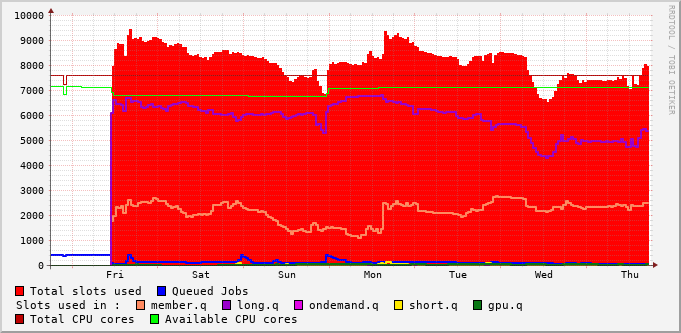 RRDTOOL / TOBI OETIKER
10000
9000
8000
7000
6000
5000
4000
3000
2000
1000
0
Fri Sat Sun Mon Tue Wed Thu
Total slots used Queued Jobs
Slots used in : member.q long.q ondemand.q short.q gpu.q
Total CPU cores Available CPU cores